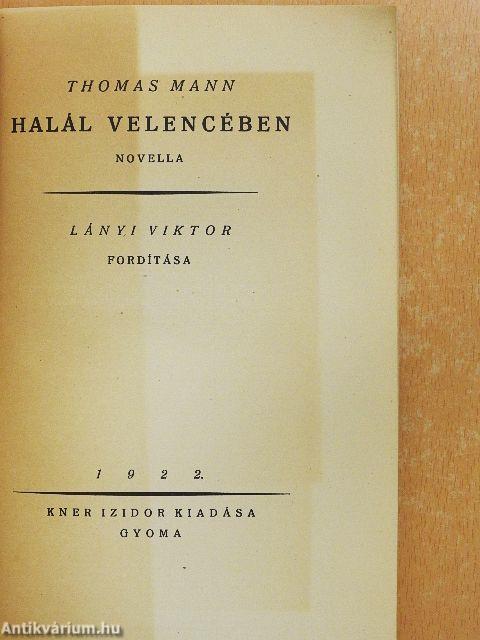 THOMAS MANN
HALÁL VELENCÉBEN
NOVELLA
LÁNYI VIKTOR
FORDÍTÁSA
1922.
KNER IZIDOR KIADÁSA
GYOMA
Antikvárium.hu